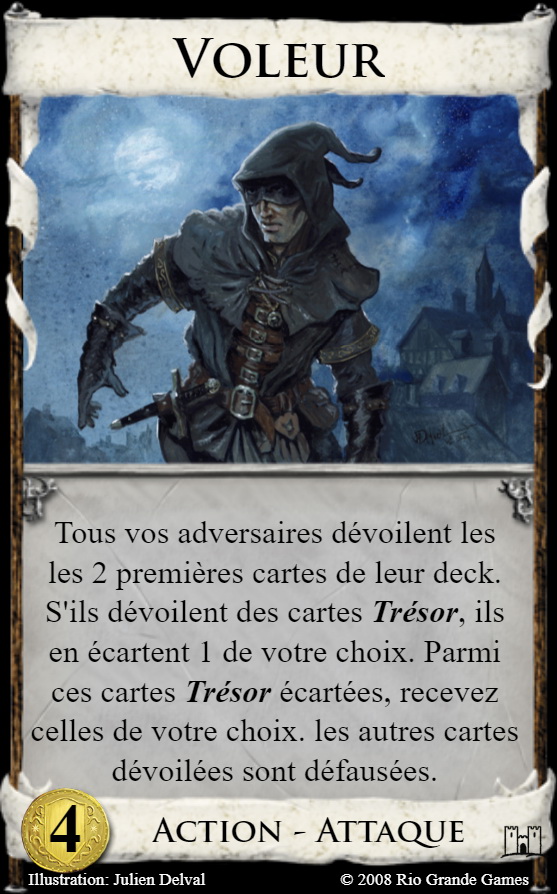 VOLEUR
Tous vos adversaires dévoilent les
les 2 premières cartes de leur deck.
S'ils dévoilent des cartes Trésor, ils
en écartent 1 de votre choix. Parmi
ces cartes Trésor écartées, recevez
celles de votre choix. les autres cartes
dévoilées sont défausées.
4
ACTION - ATTAQUE
Illustration: Julien Delval
© 2008 Rio Grande Games